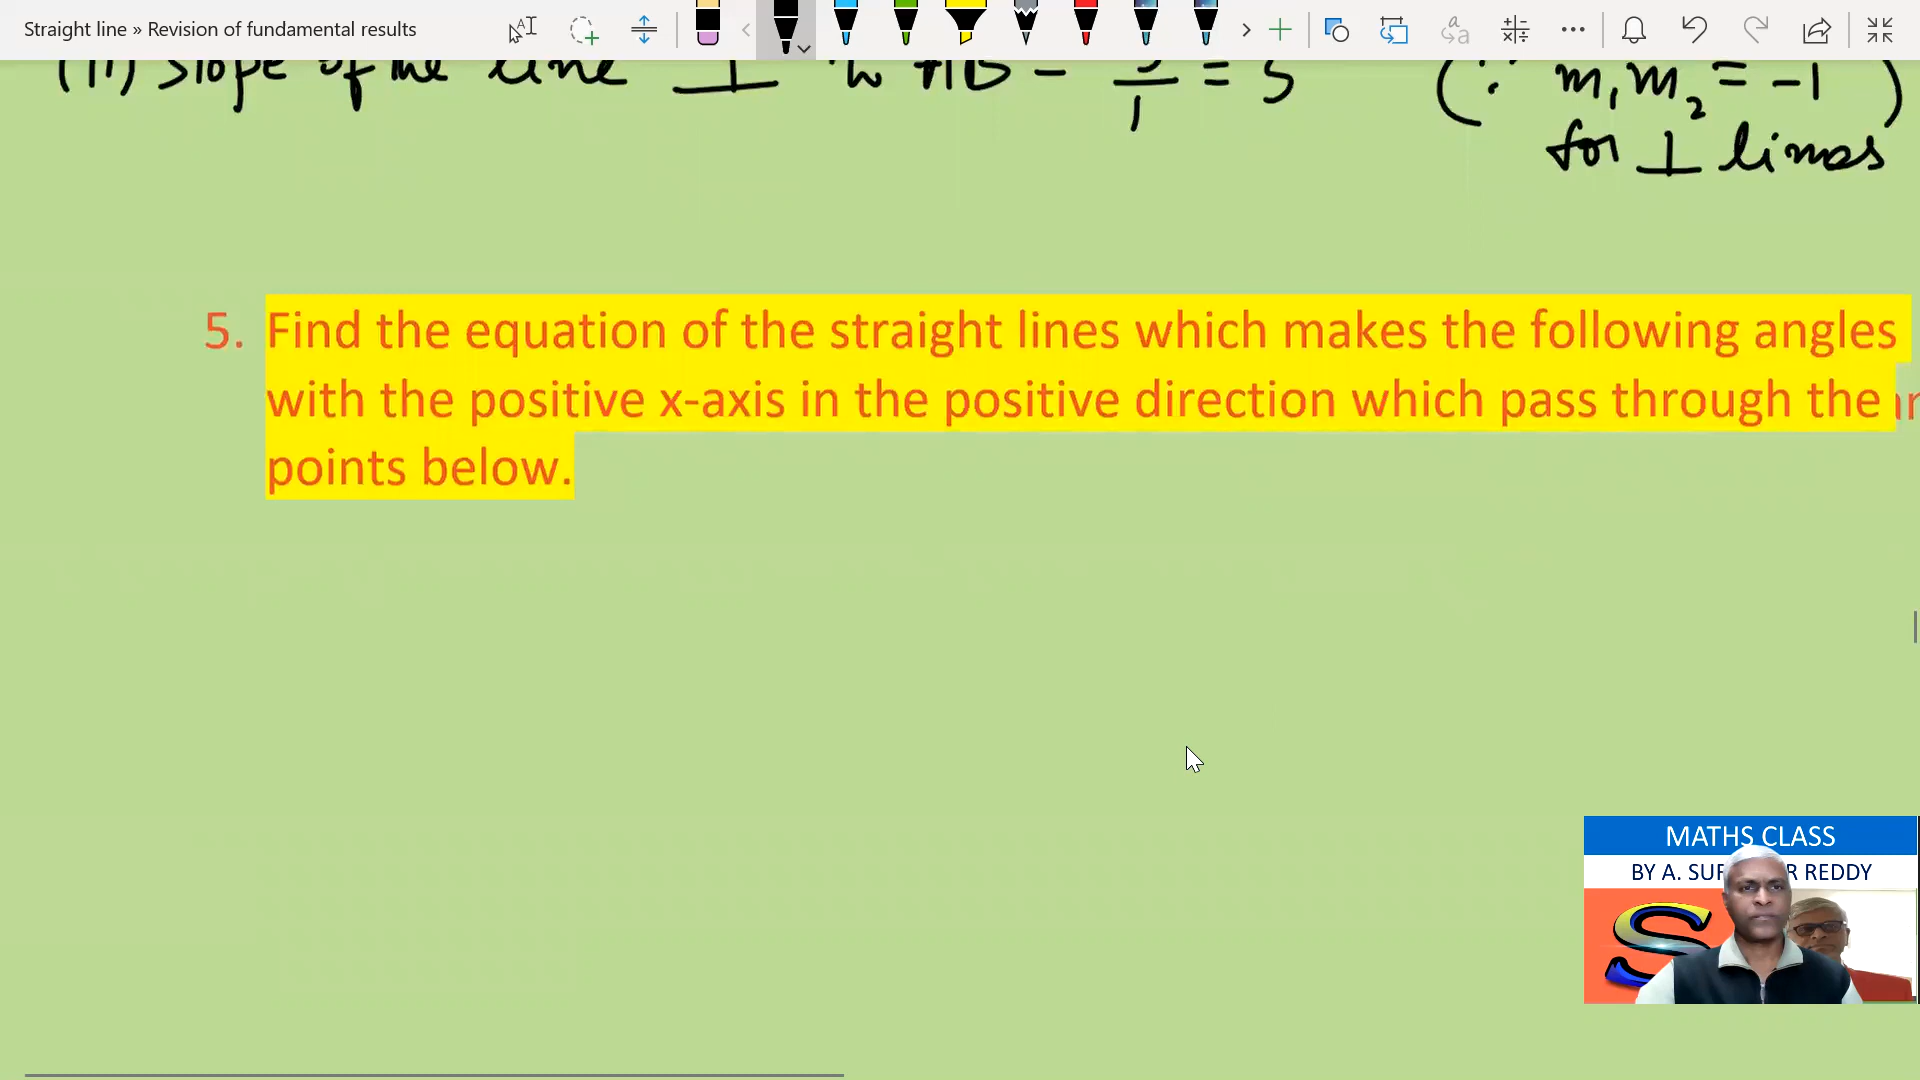 Straight line » Revision of fundamental results
(ii) slope of the line ⊥ AB = = 5 (∵ m₁m₂ = -1)
for ⊥ lines
5. Find the equation of the straight lines which makes the following angles
with the positive x-axis in the positive direction which pass through the
points below.
MATHS CLASS
BY A. REDDY
S